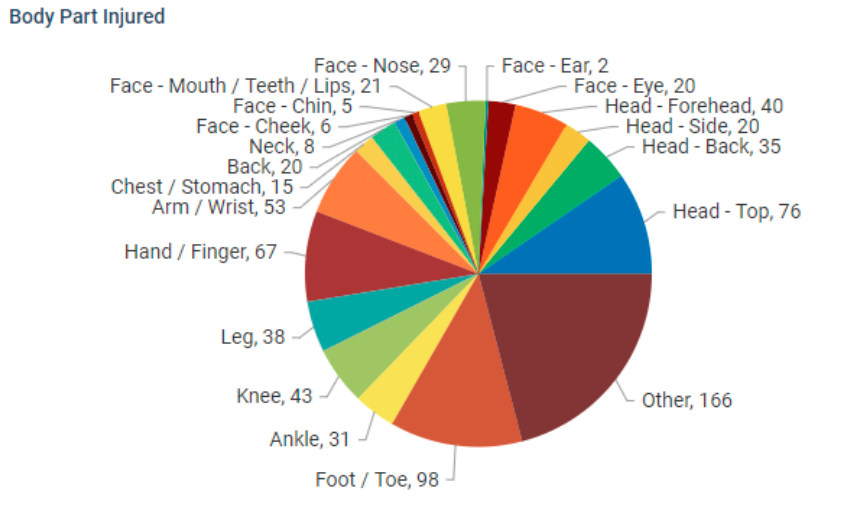 Body Part Injured
Face - Nose, 29
Face - Ear, 2
Face - Mouth / Teeth / Lips, 21
Face - Eye, 20
Face - Chin, 5
Head - Forehead, 40
Face - Cheek, 6
Head - Side, 20
Neck, 8
Head - Back, 35
Back, 20
Chest / Stomach, 15
Arm / Wrist, 53
Head - Top, 76
Hand / Finger, 67
Leg, 38
Knee, 43
Other, 166
Ankle, 31
Foot / Toe, 98